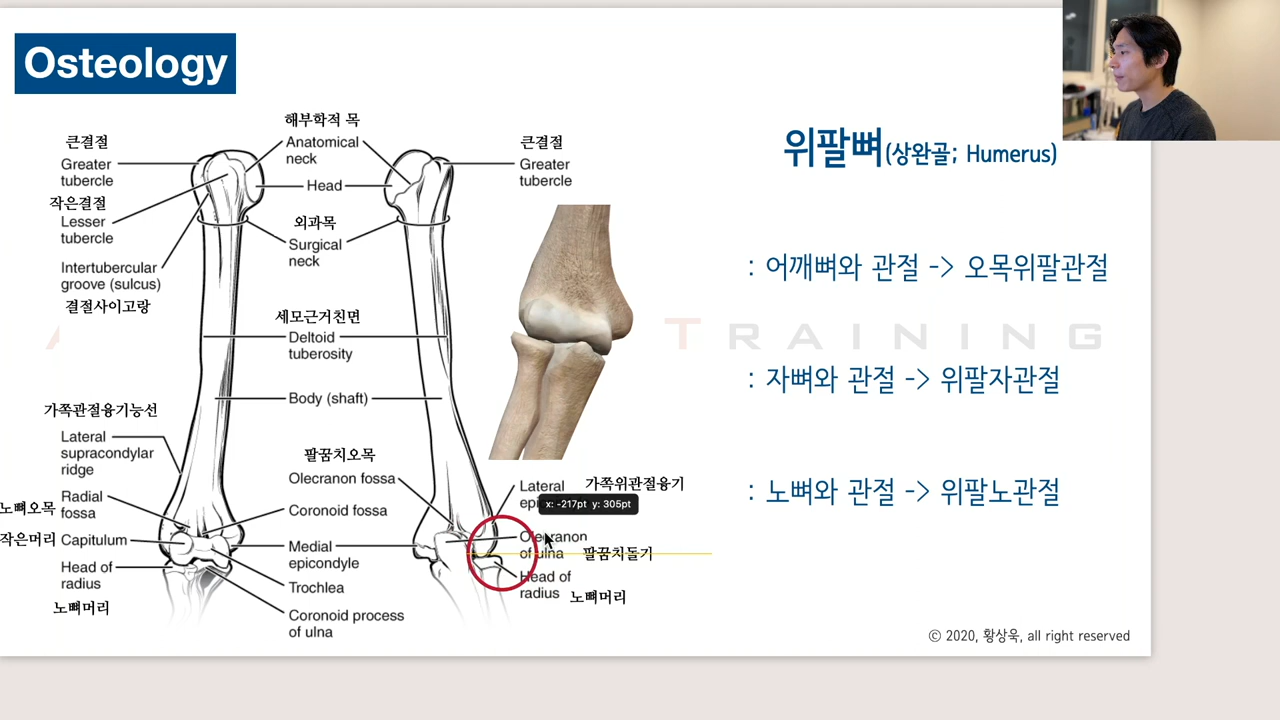 Osteology
위팔뼈(상완골; Humerus)
: 어깨뼈와 관절 -> 오목위팔관절
: 자뼈와 관절 -> 위팔자관절
: 노뼈와 관절 -> 위팔노관절
TRAINING
큰결절
Greater
tubercle
작은결절
Lesser
tubercle
Intertubercular
groove (sulcus)
결절사이고랑
가쪽관절융기능선
Lateral
supracondylar
ridge
노뼈오목
Radial
fossa
작은머리 Capitulum
Head of
radius
노뼈머리
해부학적 목
Anatomical
neck
Head
외과목
Surgical
neck
세모근거친면
Deltoid
tuberosity
Body (shaft)
팔꿈치오목
Olecranon fossa
Coronoid fossa
Medial
epicondyle
Trochlea
Coronoid process
of ulna
큰결절
Greater
tubercle
Lateral
가쪽위관절융기
x: -217pt y: 305pt
Olecranon
of ulna
팔꿈치돌기
Head of
radius
노뼈머리
© 2020, 황상욱, all right reserved